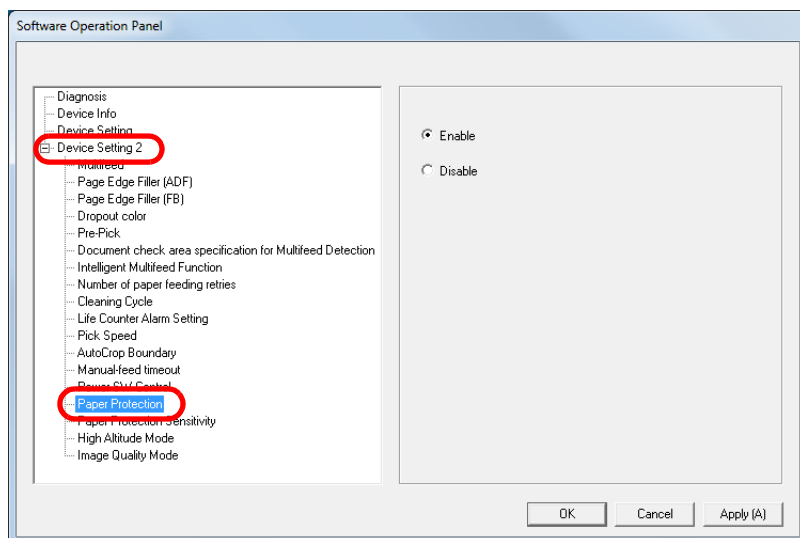 Software Operation Panel
Diagnosis
Device Info
Device Setting
Device Setting 2
Multifeed
Page Edge Filler (ADF)
Page Edge Filler (FB)
Dropout color
Pre-Pick
Document check area specification for Multifeed Detection
Intelligent Multifeed Function
Number of paper feeding retries
Cleaning Cycle
Life Counter Alarm Setting
Pick Speed
AutoCrop Boundary
Manual-feed timeout
Power SW Control
Paper Protection
Paper Protection Sensitivity
High Altitude Mode
Image Quality Mode
Enable
Disable
OK
Cancel
Apply (A)